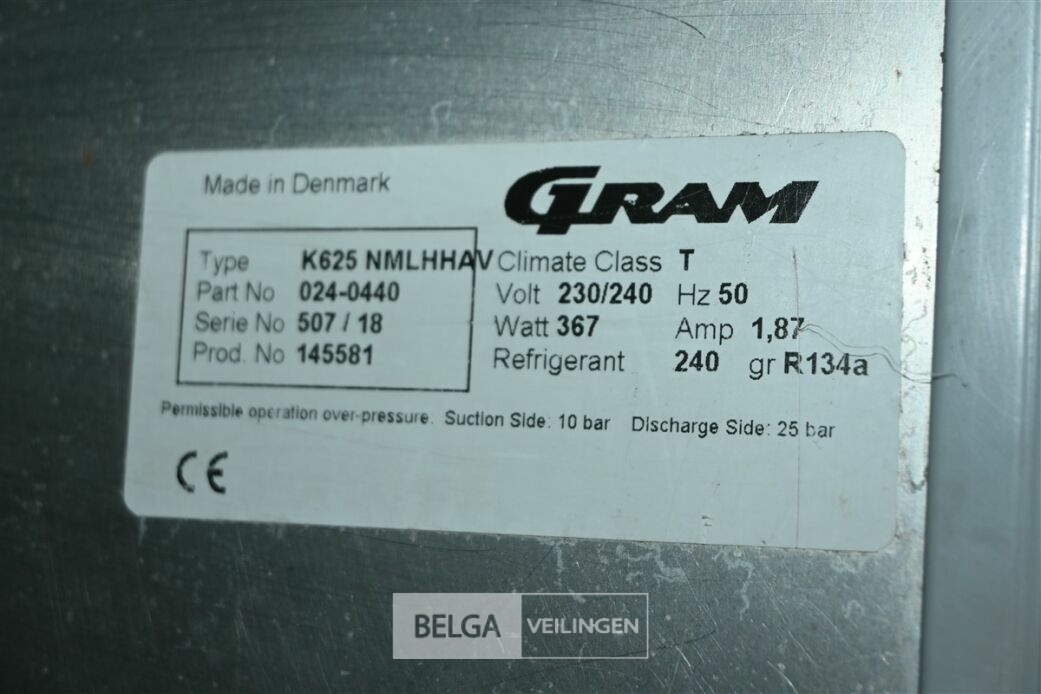 Made in Denmark
GRAM
Type K625 NMLHHAV Climate Class T
Part No 024-0440 Volt 230/240 Hz 50
Serie No 507 / 18 Watt 367 Amp 1,87
Prod. No 145581 Refrigerant 240 gr R134a
Permissible operation over-pressure: Suction Side: 10 bar Discharge Side: 25 bar
CE
BELGA VEILINGEN